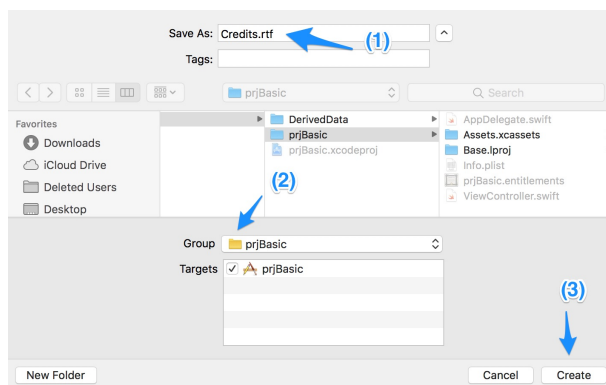 Save As: Credits.rtf (1)
Tags:
prjBasic Search
Favorites
Downloads
iCloud Drive
Deleted Users
Desktop
DerivedData
prjBasic
prjBasic.xcodeproj
AppDelegate.swift
Assets.xcassets
Base.lproj
Info.plist
prjBasic.entitlements
ViewController.swift
(2)
Group prjBasic
Targets prjBasic
(3)
New Folder Cancel Create